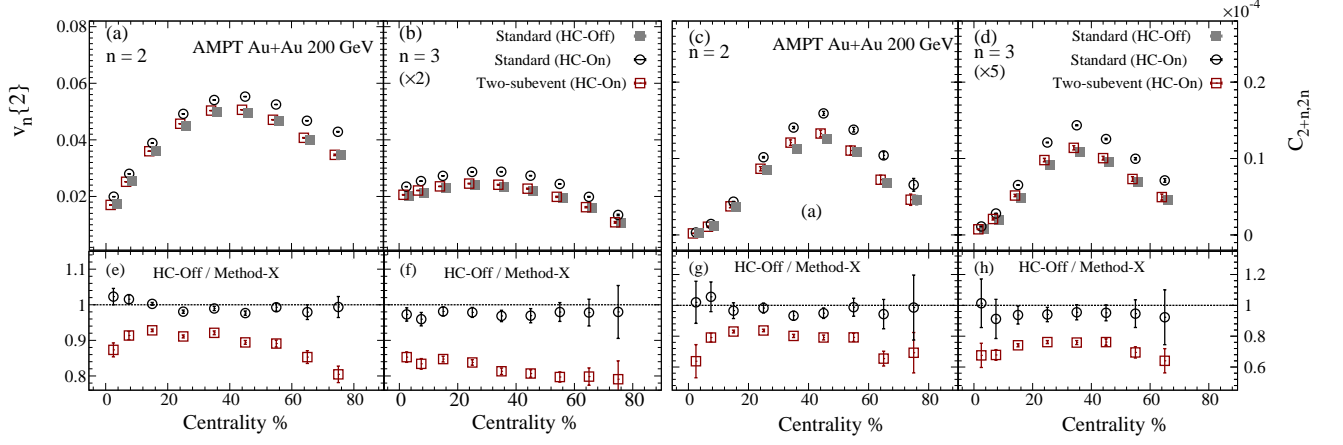 (a)
n = 2
AMPT Au+Au 200 GeV
(b)
n = 3
(×2)
Standard (HC-Off)
Standard (HC-On)
Two-subevent (HC-On)
(c)
n = 2
AMPT Au+Au 200 GeV
(a)
(d)
n = 3
(×5)
Standard (HC-Off)
Standard (HC-On)
Two-subevent (HC-On)
×10⁻⁴
v_n{2}
0.08
0.06
0.04
0.02
0.2
0.1
0
C_{2+n,2n}
(e)
HC-Off / Method-X
(f)
HC-Off / Method-X
(g)
HC-Off / Method-X
(h)
HC-Off / Method-X
1.1
1
0.9
0.8
1.2
1
0.8
0.6
0 20 40 60 80
0 20 40 60 80
0 20 40 60 80
0 20 40 60 80
Centrality %
Centrality %
Centrality %
Centrality %